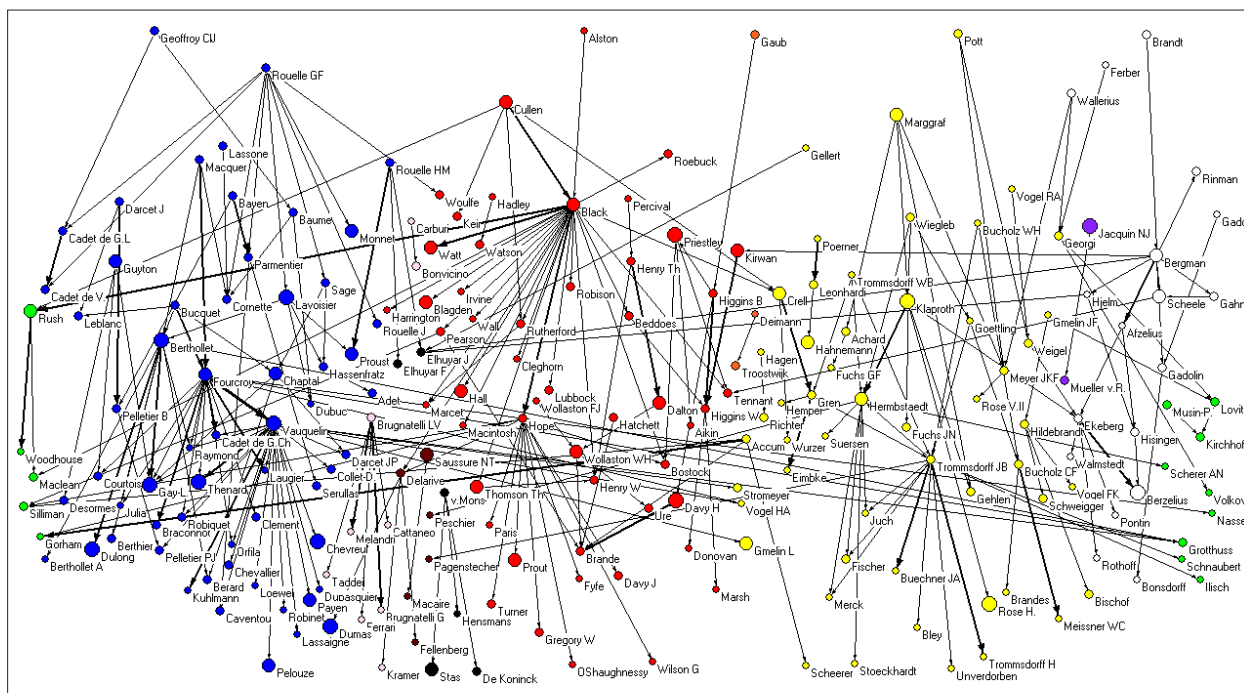 Geoffroy ClJ
Alston
Gaub
Pott
Brandt
Rouelle GF
Ferber
Wallerius
Cullen
Marggraf
Lassone
Macquer
Rouelle HM
Roebuck
Gellert
Rinman
Darcet J
Bayen
Baume
Woulfe
Hadley
Keir
Percival
Vogel RA
Black
Wiegleb
Bucholz WH
Jacquin NJ
Gado
Cadet de G.L
Monnet
Carburi
Watt
Watson
Priestley
Kirwan
Poerner
Georgi
Bergman
Guyton
Parmentier
Bonvicino
Henry Th
Trommsdorff WB
Cadet de V.
Sage
Irvine
Robison
Higgins B
Crell
Leonhardi
Klaproth
Hjelm
Scheele
Gahn
Rush
Leblanc
Bucquet
Cornette
Lavoisier
Rouelle J
Harrington
Blagden
Wall
Pearson
Rutherford
Beddoes
Deimann
Achard
Goettling
Gmelin JF
Afzelius
Berthollet
Proust
Elhuyar J
Elhuyar F
Hassenfratz
Cleghorn
Troostwijk
Hagen
Hahnemann
Fuchs GF
Weigel
Meyer JKF
Gadolin
Mueller v.R.
Fourcroy
Chaptal
Adet
Dubuc
Marcet
Hall
Lubbock
Wollaston FJ
Dalton
Higgins W
Tennant
Hemper
Gren
Richter
Hermbstaedt
Rose V.II
Musin-P.
Lovit
Pelletier B
Vauquelin
Brugnatelli LV
Macintosh
Hope
Hatchett
Aikin
Accum
Wurzer
Suersen
Fuchs JN
Hildebrandt
Ekeberg
Hisinger
Kirchhof
Cadet de G.Ch
Raymond
Darcet JP
Saussure NT
Wollaston WH
Bostock
Eimbke
Trommsdorff JB
Bucholz CF
Walmstedt
Scherer AN
Woodhouse
Maclean
Courtois
Gay-L.
Thenard
Laugier
Collet-D.
Delarive
v.Mons
Thomson Th
Henry W
Stromeyer
Gehlen
Vogel FK
Schweigger
Berzelius
Volkov
Silliman
Desormes
Julia
Serullas
Davy H
Vogel HA
Pontin
Nasse
Braconnot
Robiquet
Clement
Melandri
Cattaneo
Peschier
Paris
Ure
Juch
Gorham
Berthier
Dulong
Orfila
Chevreul
Pagenstecher
Brande
Donovan
Gmelin L
Grotthuss
Berthollet A
Pelletier PJ
Chevallier
Prout
Fischer
Rothoff
Schnaubert
Berard
Kuhlmann
Loewel
Taddei
Dupasquier
Fyfe
Davy J
Marsh
Buechner JA
Bonsdorff
Ilisch
Caventou
Robinet
Payen
Macaire
Turner
Merck
Rose H.
Brandes
Bischof
Lassaigne
Dumas
Ferrari
Brugnatelli G
Hensmans
Gregory W
Bley
Meissner WC
Fellenberg
Pelouze
Kramer
Stas
De Koninck
OShaughnessy
Wilson G
Scheerer
Stoeckhardt
Trommsdorff H
Unverdorben